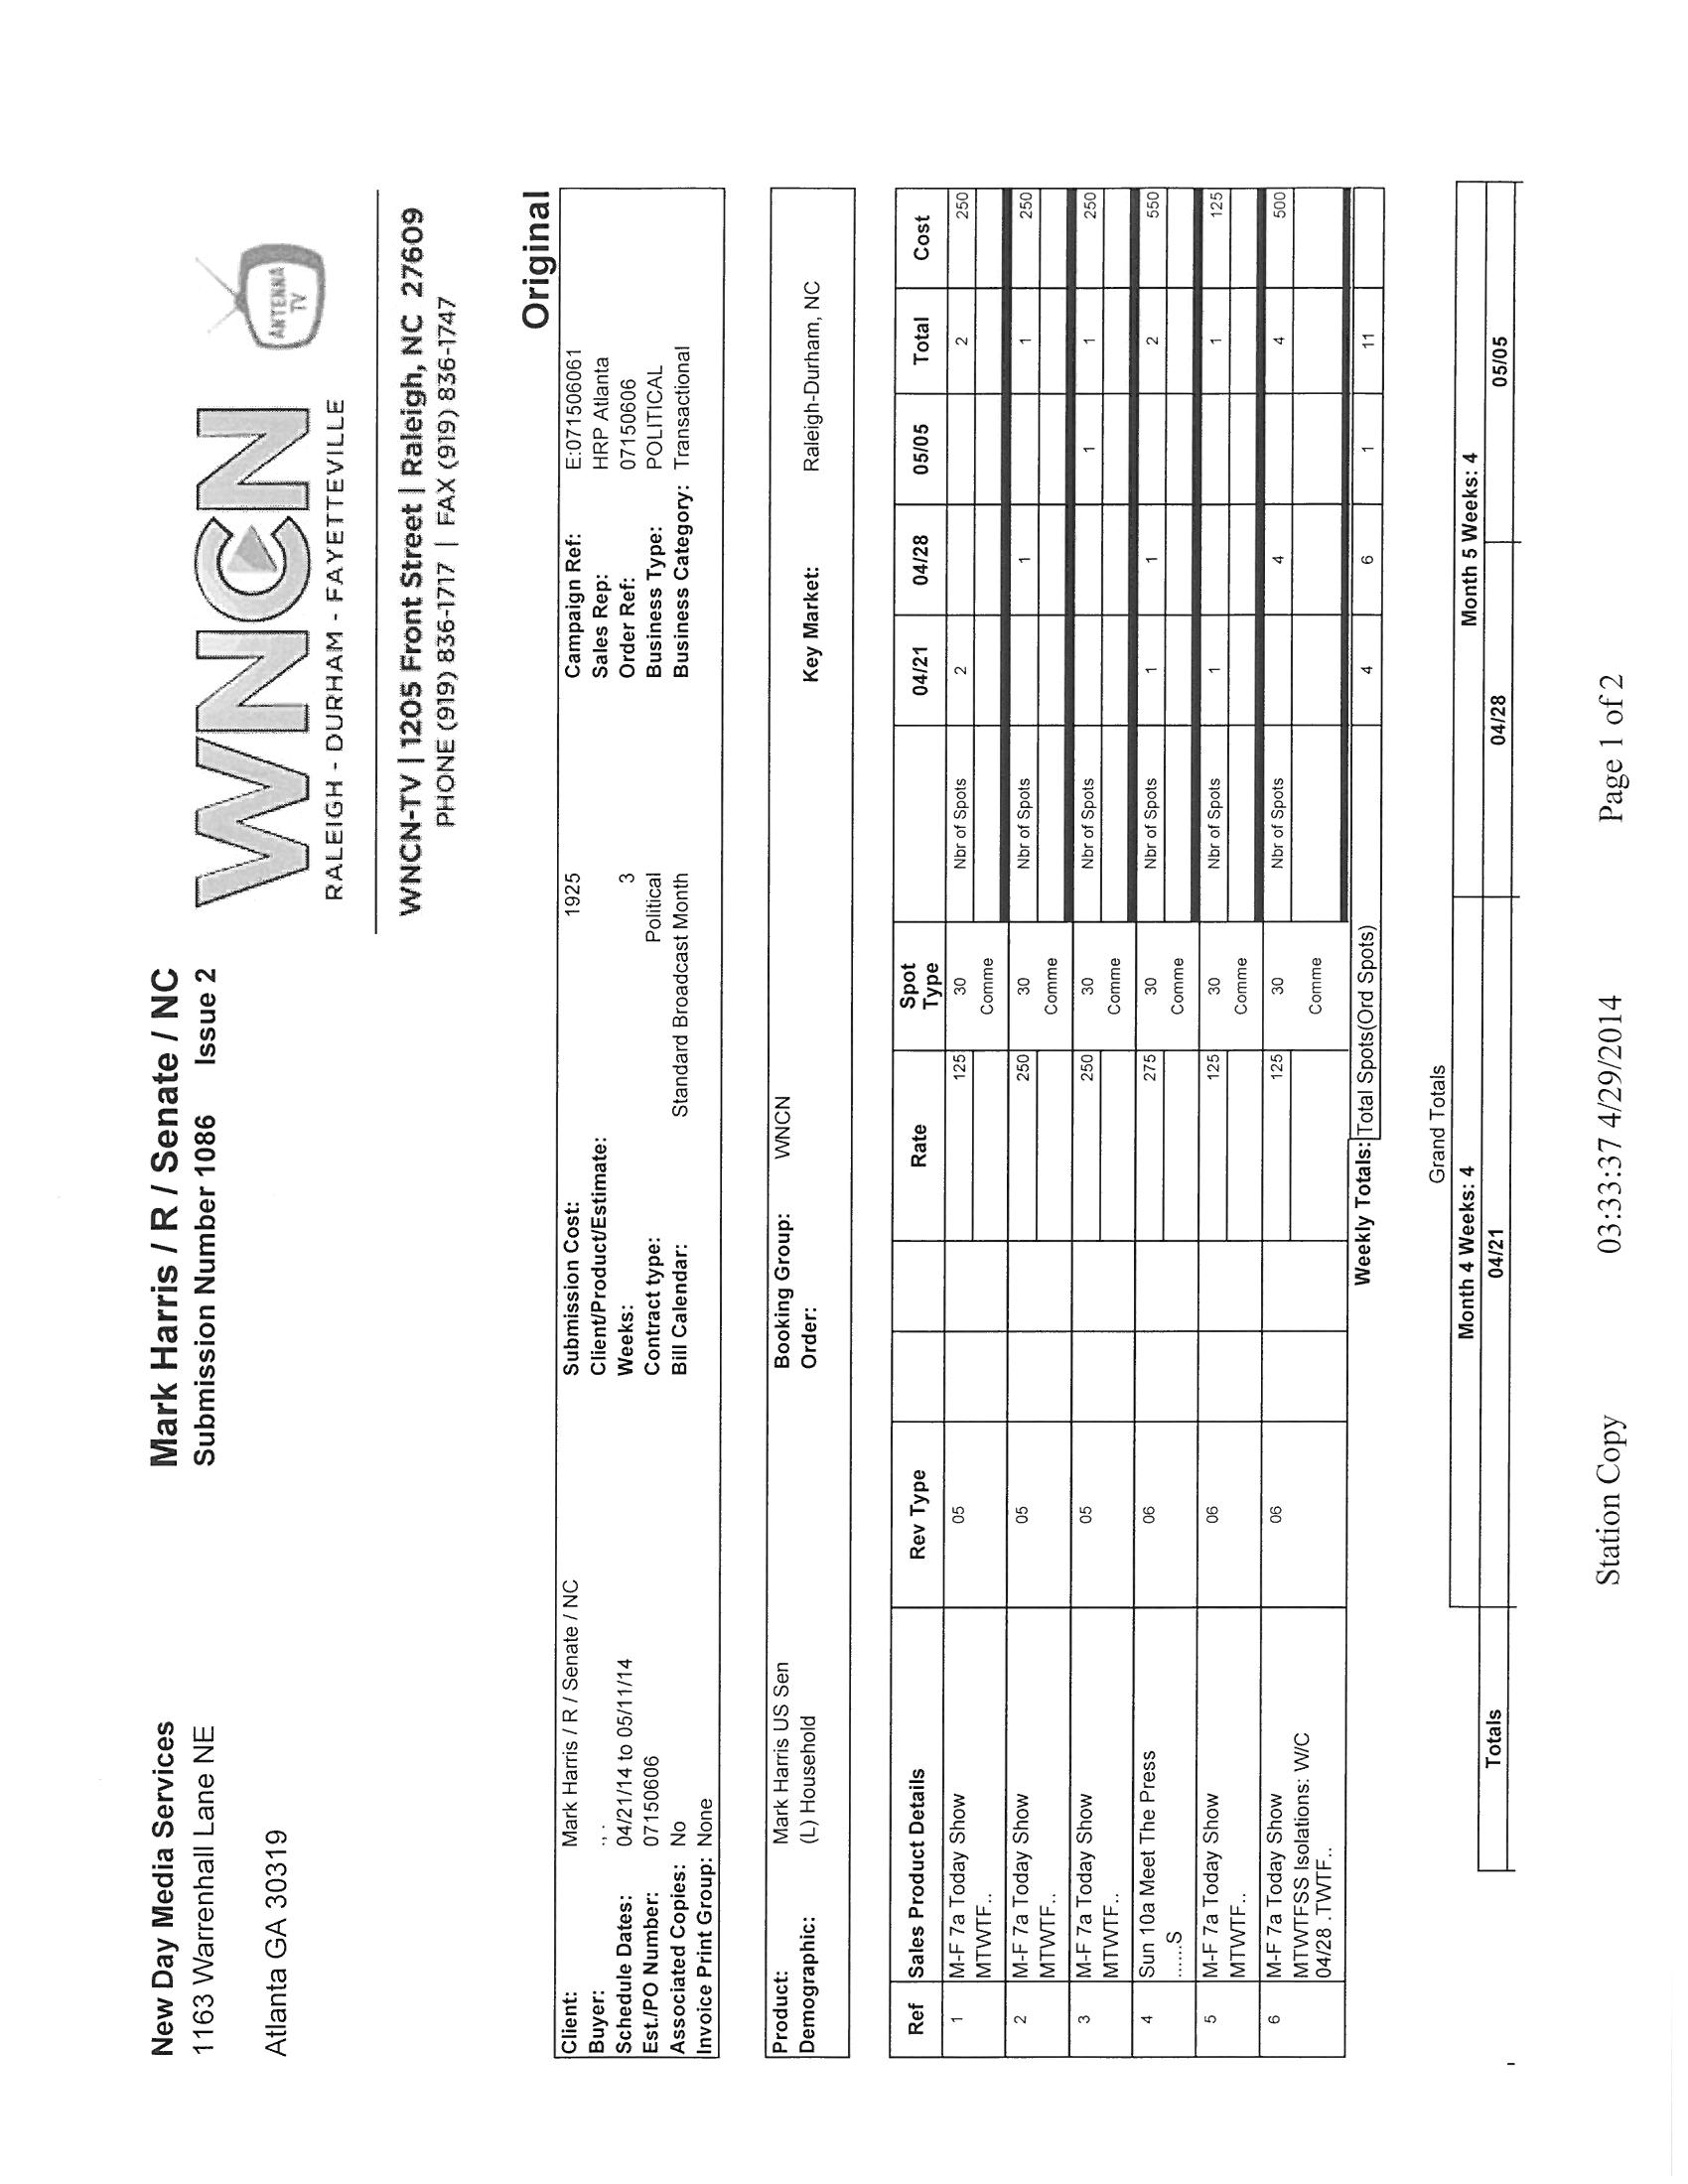 New Day Media Services
1163 Warrenhall Lane NE
Atlanta GA 30319
Mark Harris / R / Senate / NC
Submission Number 1086 Issue 2
WNCN
RALEIGH - DURHAM - FAYETTEVILLE
ANTENNA
TV
WNCN-TV | 1205 Front Street | Raleigh, NC 27609
PHONE (919) 836-1717 | FAX (919) 836-1747
Original
Client: Mark Harris / R / Senate / NC Submission Cost: 1925 Campaign Ref: E:071506061
Buyer: ., . Client/Product/Estimate: Sales Rep: HRP Atlanta
Schedule Dates: 04/21/14 to 05/11/14 Weeks: 3 Order Ref: 07150606
Est./PO Number: 07150606 Contract type: Political Business Type: POLITICAL
Associated Copies: No Bill Calendar: Standard Broadcast Month Business Category: Transactional
Invoice Print Group: None
Product: Mark Harris US Sen Booking Group: WNCN
Demographic: (L) Household Order: Key Market: Raleigh-Durham, NC
Ref Sales Product Details Rev Type Rate Spot Type 04/21 04/28 05/05 Total Cost
1 M-F 7a Today Show 05 125 30 Nbr of Spots 2 2 250
MTWTF.. Comme
2 M-F 7a Today Show 05 250 30 Nbr of Spots 1 1 250
MTWTF.. Comme
3 M-F 7a Today Show 05 250 30 Nbr of Spots 1 1 250
MTWTF.. Comme
4 Sun 10a Meet The Press 06 275 30 Nbr of Spots 1 1 2 550
......S Comme
5 M-F 7a Today Show 06 125 30 Nbr of Spots 1 1 125
MTWTF.. Comme
6 M-F 7a Today Show 06 125 30 Nbr of Spots 4 4 500
MTWTFSS Isolations: W/C Comme
04/28 .TWTF..
Weekly Totals: Total Spots(Ord Spots) 4 6 1 11
Grand Totals
Month 4 Weeks: 4 Month 5 Weeks: 4
Totals 04/21 04/28 05/05
Station Copy 03:33:37 4/29/2014 Page 1 of 2